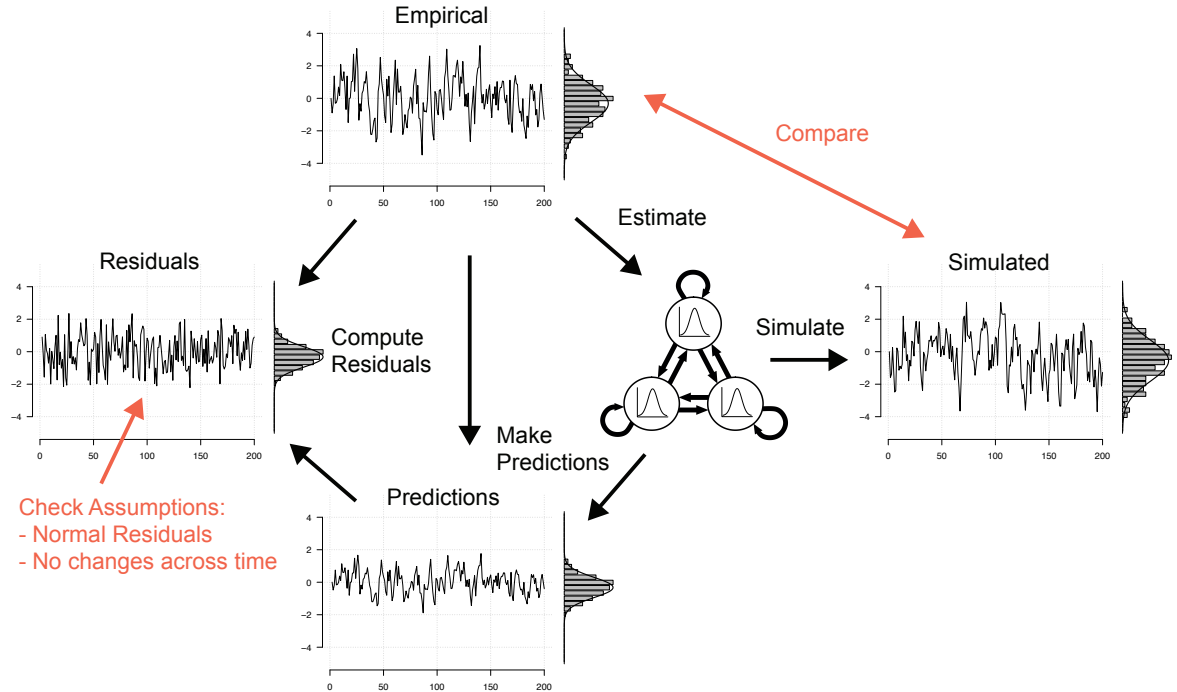 Empirical
4
2
0
−2
−4
0 50 100 150 200
Compare
Estimate
Residuals
4
2
0
−2
−4
0 50 100 150 200
Compute
Residuals
Simulate
Simulated
4
2
0
−2
−4
0 50 100 150 200
Make
Predictions
Check Assumptions:
- Normal Residuals
- No changes across time
Predictions
4
2
0
−2
−4
0 50 100 150 200